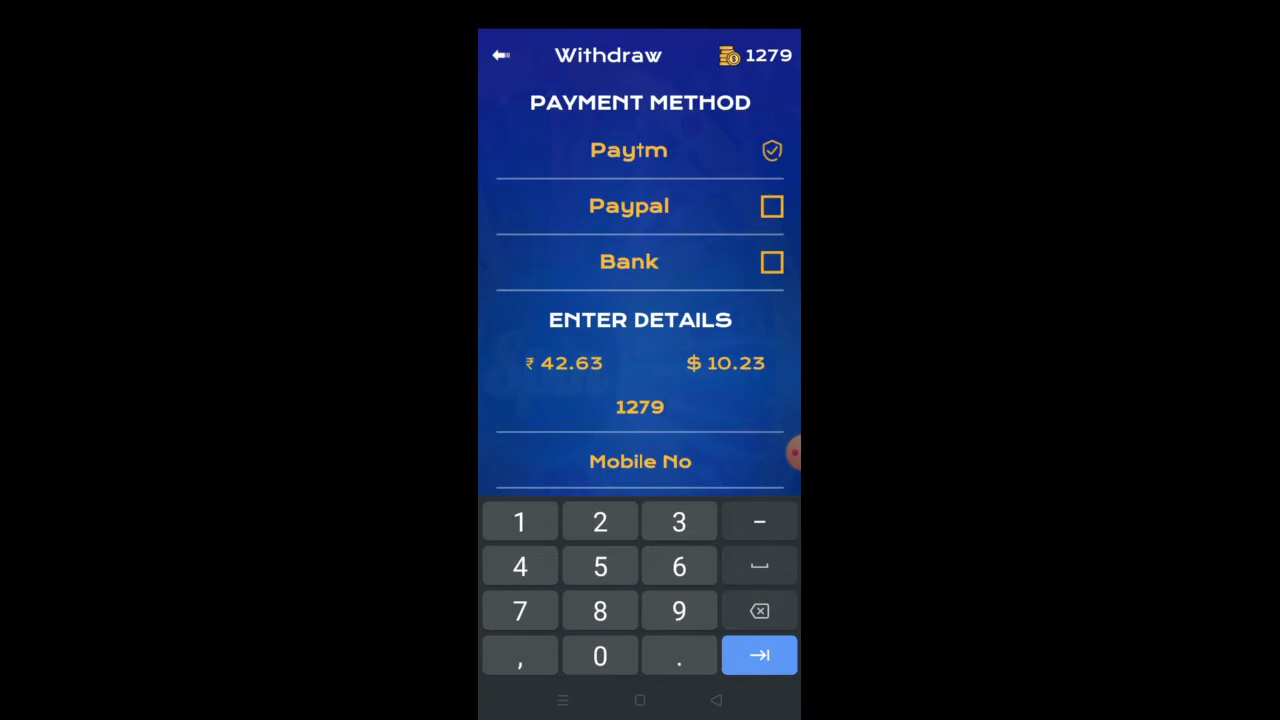 Withdraw 1279
PAYMENT METHOD
Paytm
Paypal
Bank
ENTER DETAILS
₹ 42.63 $ 10.23
1279
Mobile No
1 2 3 -
4 5 6
7 8 9
, 0 .